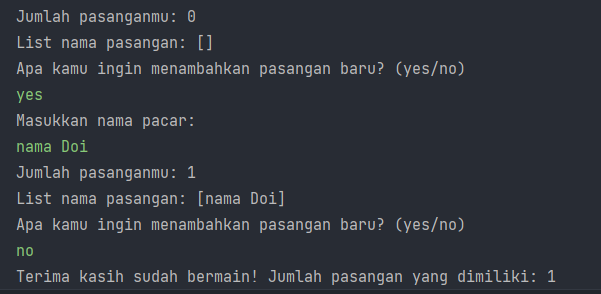 Jumlah pasanganmu: 0
List nama pasangan: []
Apa kamu ingin menambahkan pasangan baru? (yes/no)
yes
Masukkan nama pacar:
nama Doi
Jumlah pasanganmu: 1
List nama pasangan: [nama Doi]
Apa kamu ingin menambahkan pasangan baru? (yes/no)
no
Terima kasih sudah bermain! Jumlah pasangan yang dimiliki: 1